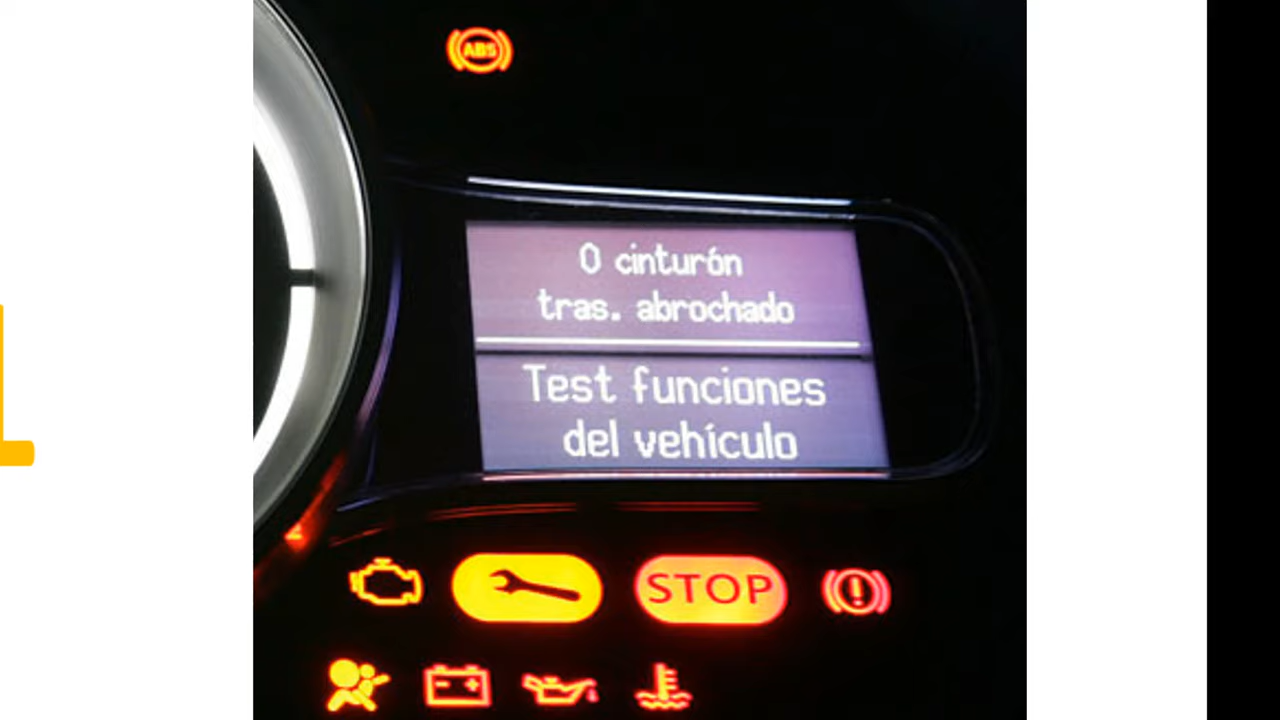 ABS
0 cinturón
tras. abrochado
Test funciones
del vehículo
STOP